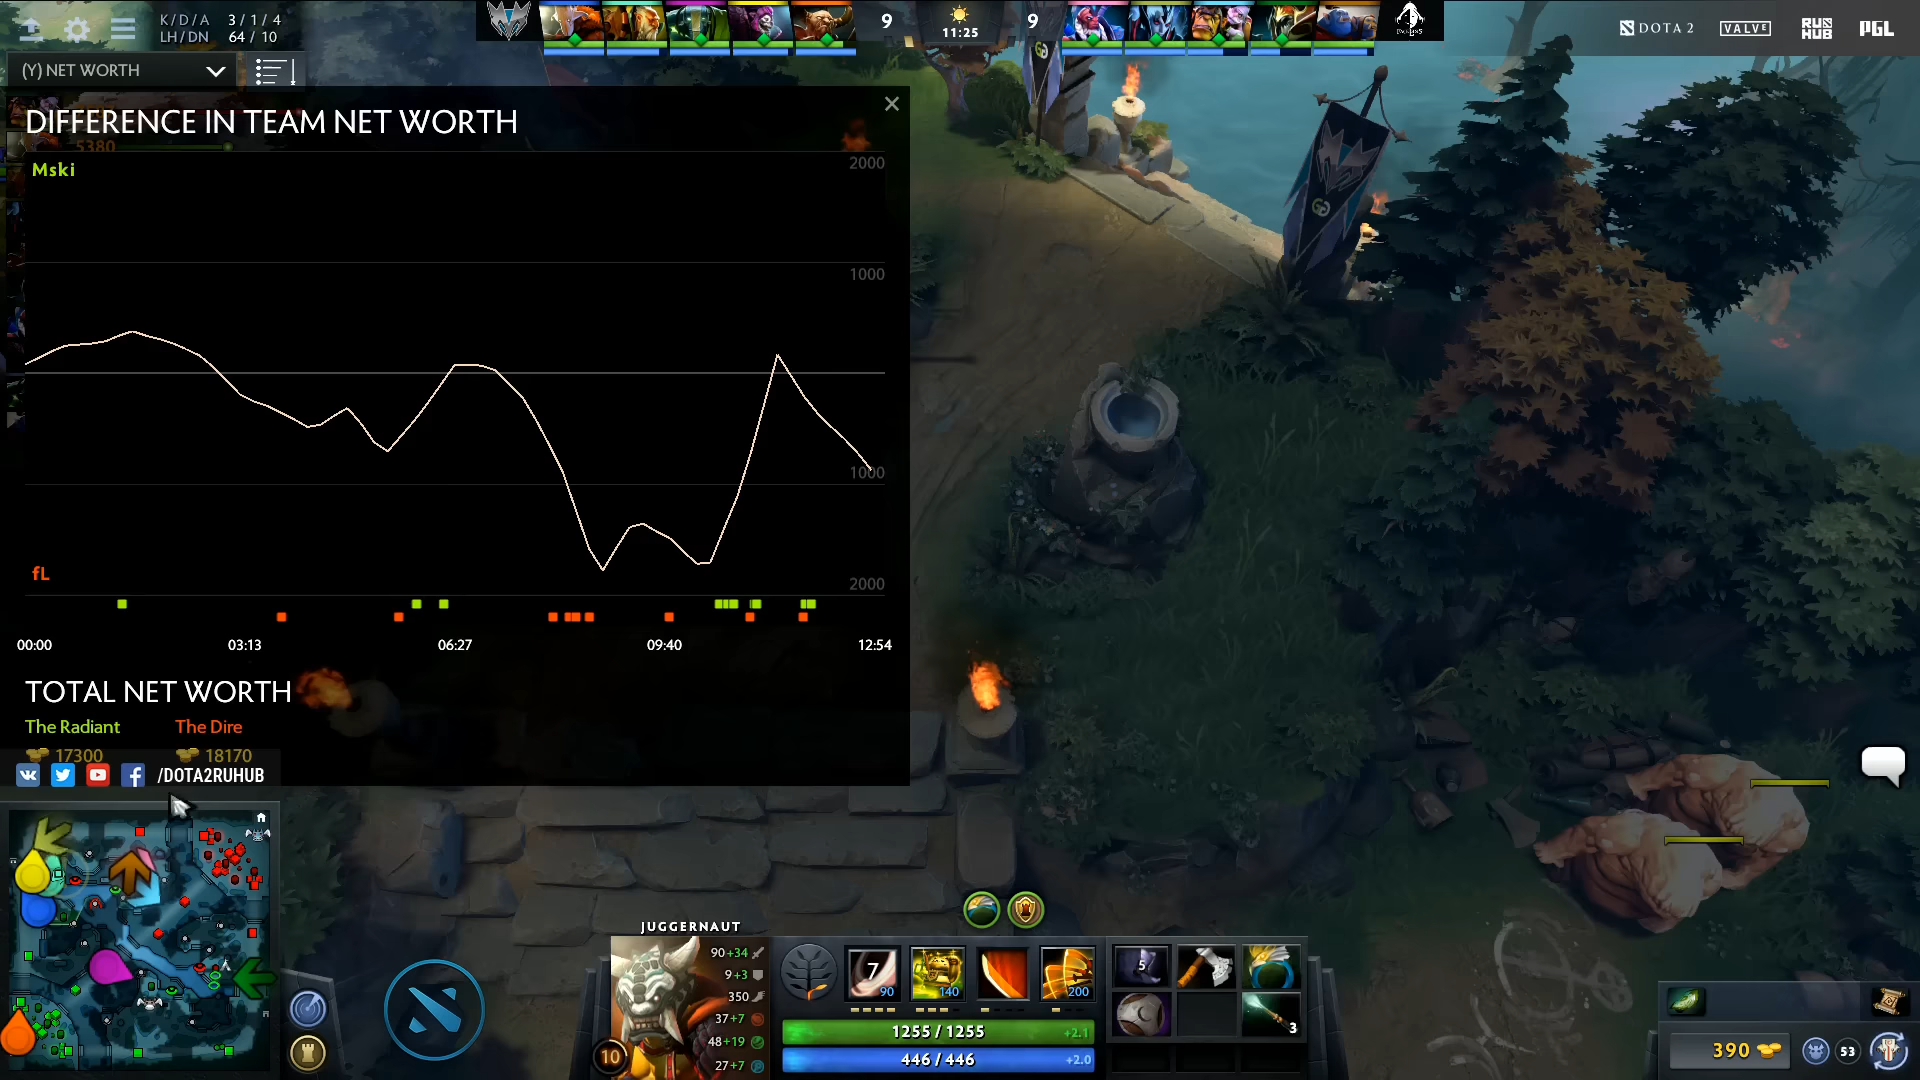 K/D/A 3/1/4
LH/DN 64/10
9 11:25 9
DOTA 2 VALVE RUHUB PGL
(Y) NET WORTH
DIFFERENCE IN TEAM NET WORTH
5380
Mski
2000
1000
1000
fL
2000
00:00 03:13 06:27 09:40 12:54
TOTAL NET WORTH
The Radiant The Dire
17300 18170
/DOTA2RUHUB
JUGGERNAUT
90+34
9+3
350
37+7
48+19
27+7
10
7 90 140 200
1255 / 1255 +2.1
446 / 446 +2.0
5
3
390 53